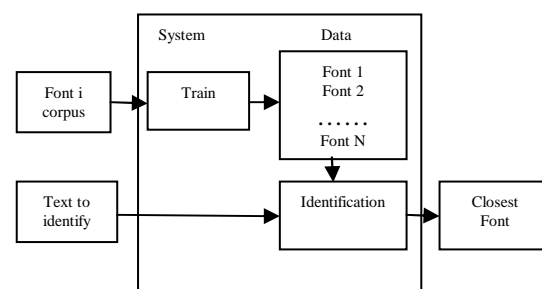 System
Data
Font i
corpus
Train
Font 1
Font 2
......
Font N
Text to
identify
Identification
Closest
Font